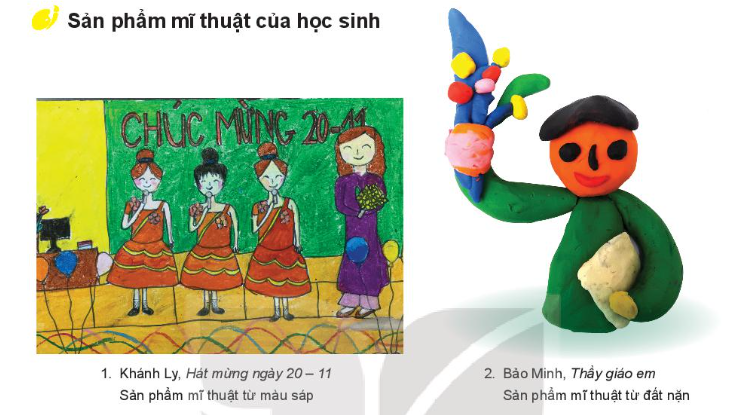 Sản phẩm mĩ thuật của học sinh
CHÚC MỪNG 20-11
1. Khánh Ly, Hát mừng ngày 20 – 11
Sản phẩm mĩ thuật từ màu sáp
2. Bảo Minh, Thầy giáo em
Sản phẩm mĩ thuật từ đất nặn